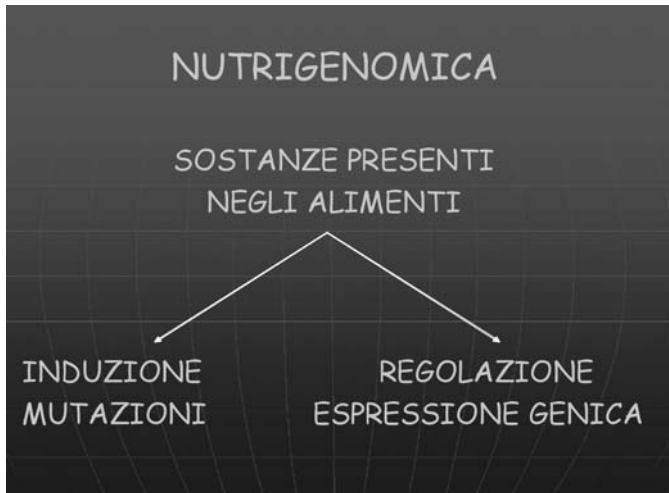 NUTRIGENOMICA
SOSTANZE PRESENTI
NEGLI ALIMENTI
INDUZIONE
MUTAZIONI
REGOLAZIONE
ESPRESSIONE GENICA